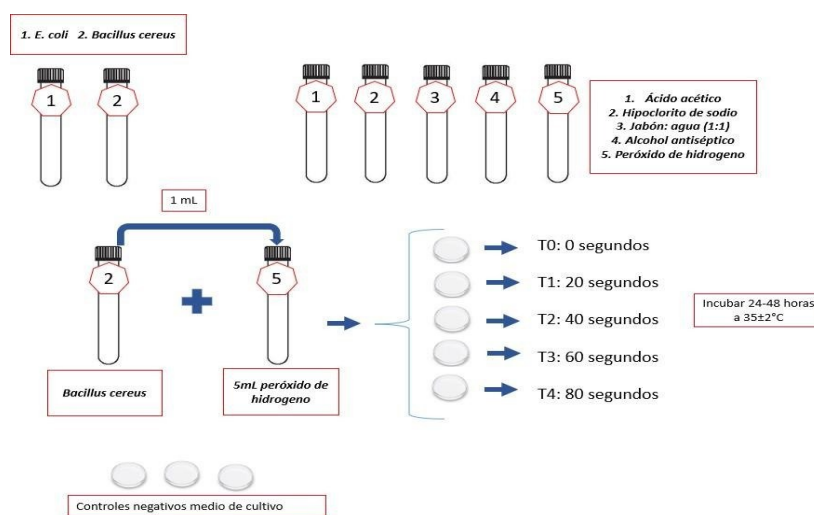 1. E. coli 2. Bacillus cereus
1
2
1
2
3
4
5
1. Ácido acético
2. Hipoclorito de sodio
3. Jabón: agua (1:1)
4. Alcohol antiséptico
5. Peróxido de hidrogeno
1 mL
2
5
Bacillus cereus
5mL peróxido de
hidrogeno
T0: 0 segundos
T1: 20 segundos
T2: 40 segundos
T3: 60 segundos
T4: 80 segundos
Incubar 24-48 horas
a 35±2°C
Controles negativos medio de cultivo